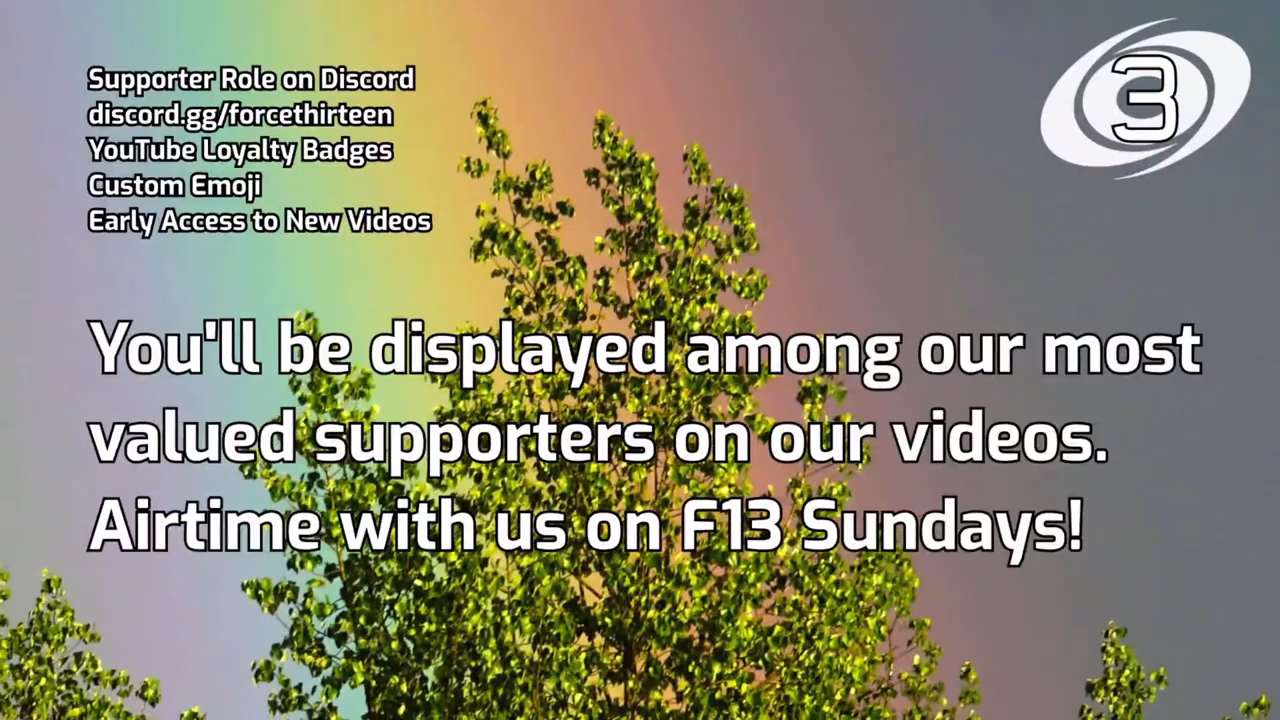 Supporter Role on Discord
discord.gg/forcethirteen
YouTube Loyalty Badges
Custom Emoji
Early Access to New Videos
3
You'll be displayed among our most
valued supporters on our videos.
Airtime with us on F13 Sundays!